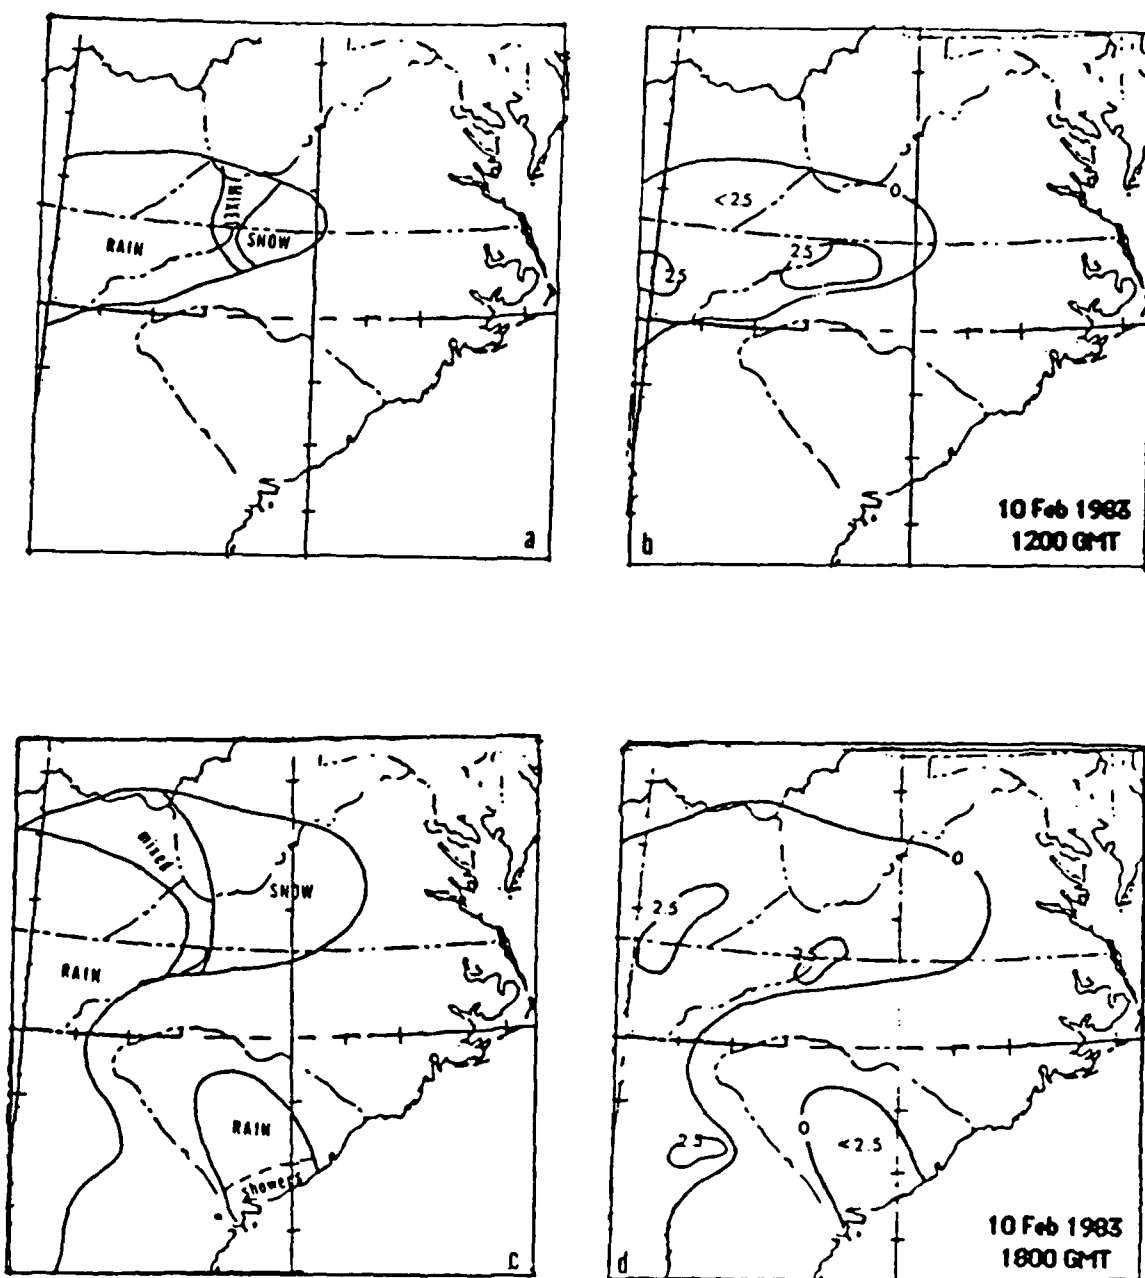 MIXED
RAIN
SNOW
a
0
<2.5
2.5
2.5
b
10 Feb 1983
1200 GMT
mixed
SNOW
RAIN
RAIN
showers
c
0
2.5
2.5
0
2.5
<2.5
d
10 Feb 1983
1800 GMT